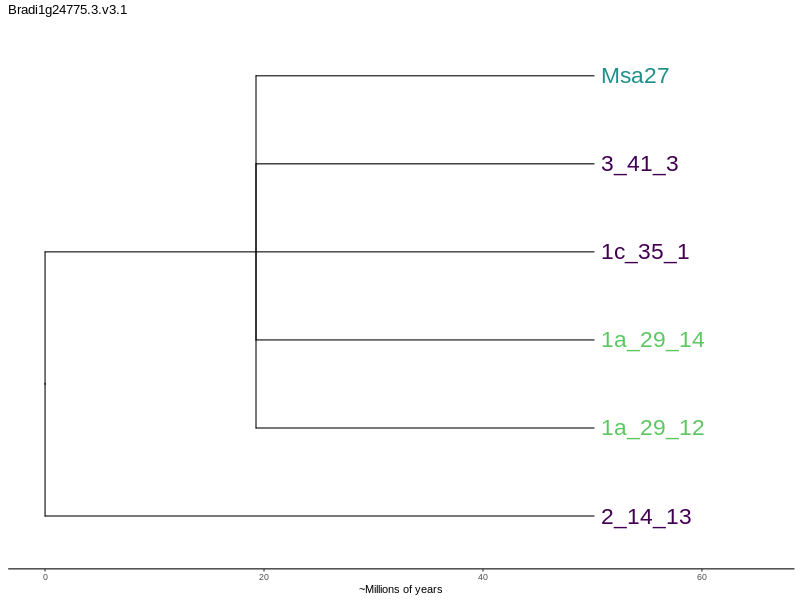 Bradi1g24775.3.v3.1
Msa27
3_41_3
1c_35_1
1a_29_14
1a_29_12
2_14_13
0 20 40 60
~Millions of years